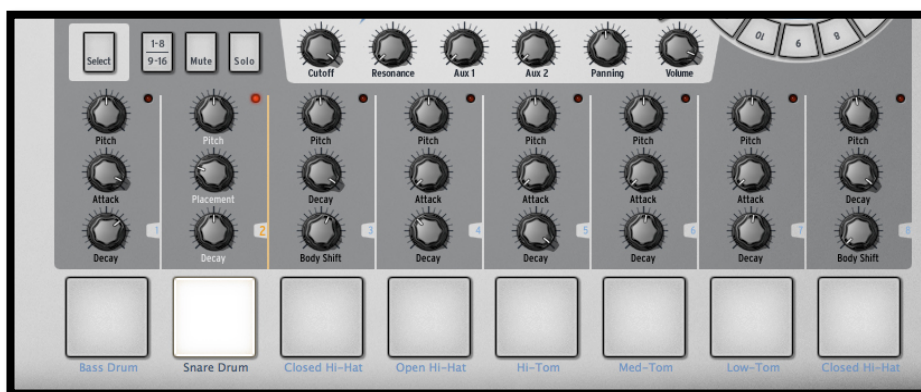 Select
1-8
9-16
Mute
Solo
Cutoff Resonance Aux 1 Aux 2 Panning Volume
10 9 8
Pitch Pitch Pitch Pitch Pitch Pitch Pitch Pitch
Attack Placement Decay Attack Attack Attack Attack Decay
1 2 3 4 5 6 7 8
Decay Decay Body Shift Decay Decay Decay Decay Body Shift
Bass Drum Snare Drum Closed Hi-Hat Open Hi-Hat Hi-Tom Med-Tom Low-Tom Closed Hi-Hat